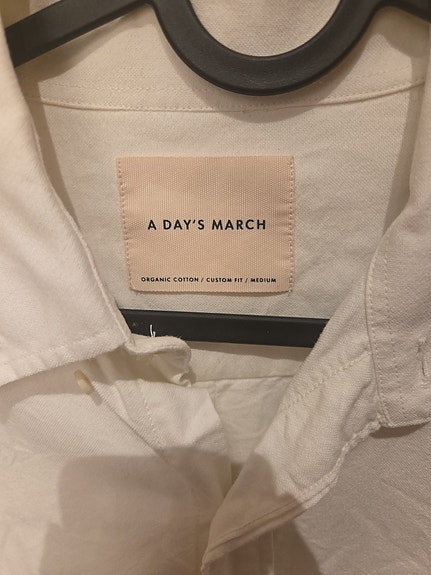 A DAY'S MARCH
ORGANIC COTTON / CUSTOM FIT / MEDIUM